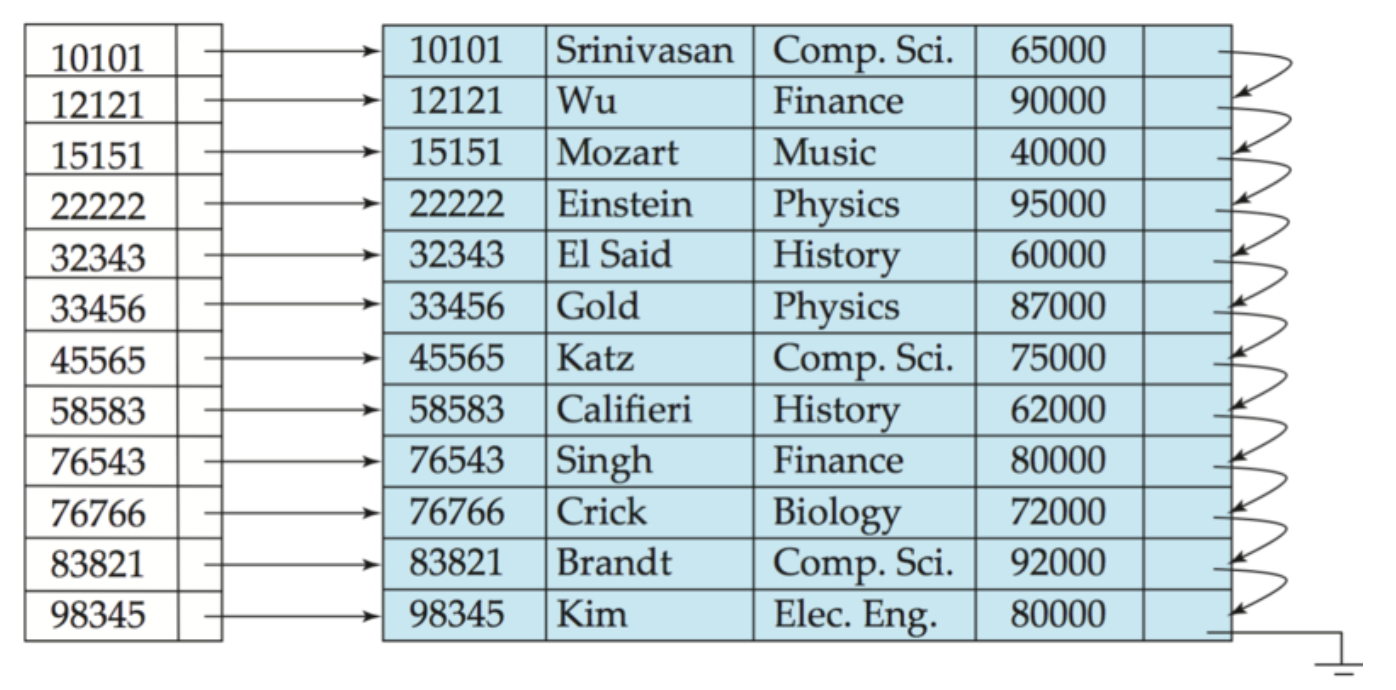 10101 10101 Srinivasan Comp. Sci. 65000
12121 12121 Wu Finance 90000
15151 15151 Mozart Music 40000
22222 22222 Einstein Physics 95000
32343 32343 El Said History 60000
33456 33456 Gold Physics 87000
45565 45565 Katz Comp. Sci. 75000
58583 58583 Califieri History 62000
76543 76543 Singh Finance 80000
76766 76766 Crick Biology 72000
83821 83821 Brandt Comp. Sci. 92000
98345 98345 Kim Elec. Eng. 80000